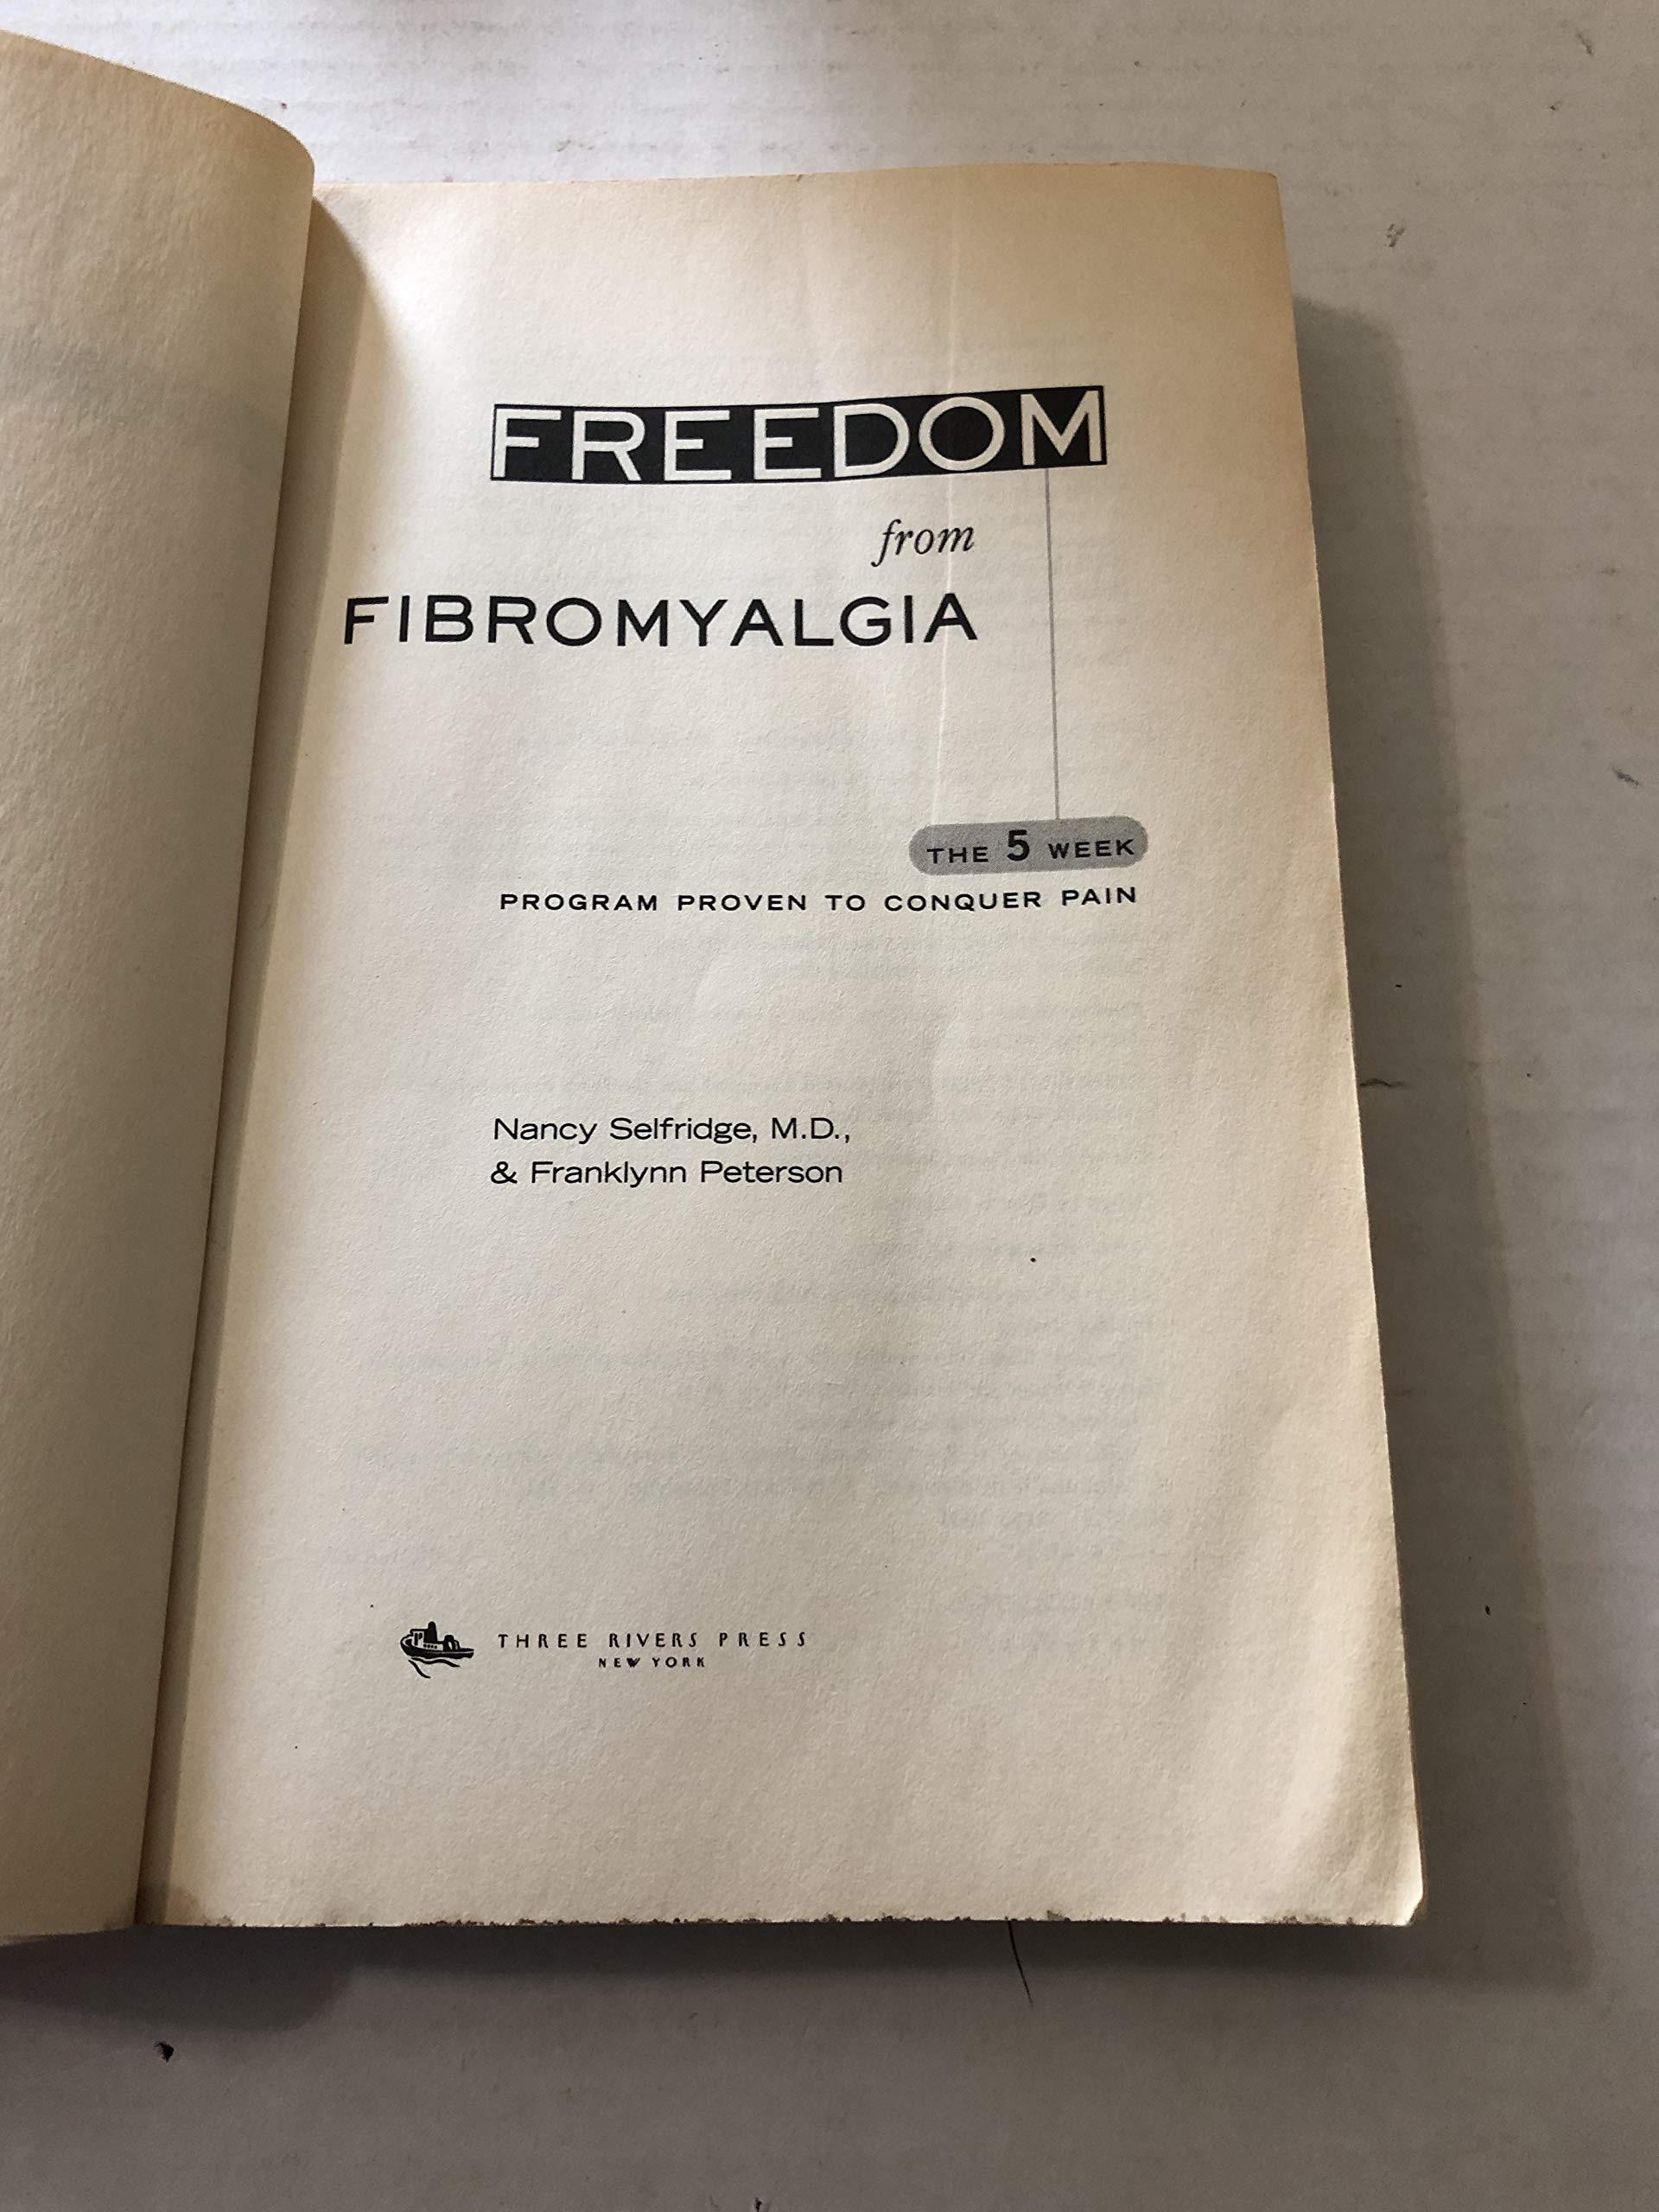 FREEDOM
from
FIBROMYALGIA
THE 5 WEEK
PROGRAM PROVEN TO CONQUER PAIN
Nancy Selfridge, M.D.,
& Franklynn Peterson
THREE RIVERS PRESS
NEW YORK